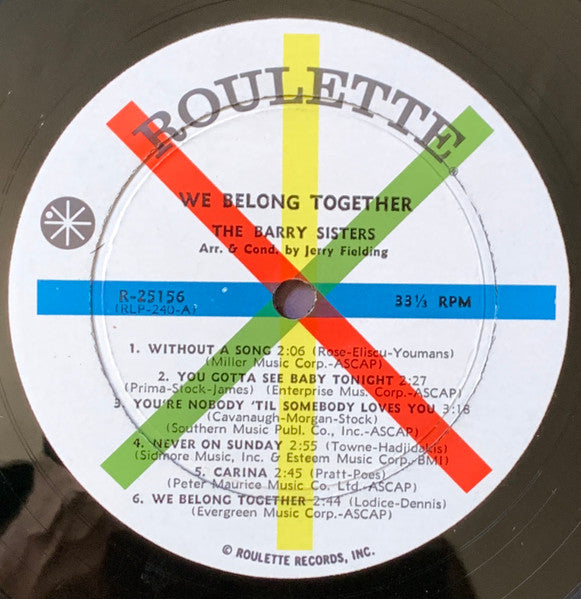 ROULETTE®
WE BELONG TOGETHER
THE BARRY SISTERS
Arr. & Cond. by Jerry Fielding
R-25156 33⅓ RPM
(RLP-240-A)
1. WITHOUT A SONG 2:06 (Rose-Eliscu-Youmans)
(Miller Music Corp.-ASCAP)
2. YOU GOTTA SEE BABY TONIGHT 2:27
(Prima-Stock-James) (Enterprise Mus. Corp.-ASCAP)
3. YOU'RE NOBODY 'TIL SOMEBODY LOVES YOU 3:18
(Cavanaugh-Morgan-Stock)
(Southern Music Publ. Co., Inc.-ASCAP)
4. NEVER ON SUNDAY 2:55 (Towne-Hadjidakis)
(Sidmore Music, Inc. & Esteem Music Corp.-BMI)
5. CARINA 2:45 (Pratt-Poes)
(Peter Maurice Music Co. Ltd.-ASCAP)
6. WE BELONG TOGETHER 2:44 (Lodice-Dennis)
(Evergreen Music Corp.-ASCAP)
© ROULETTE RECORDS, INC.